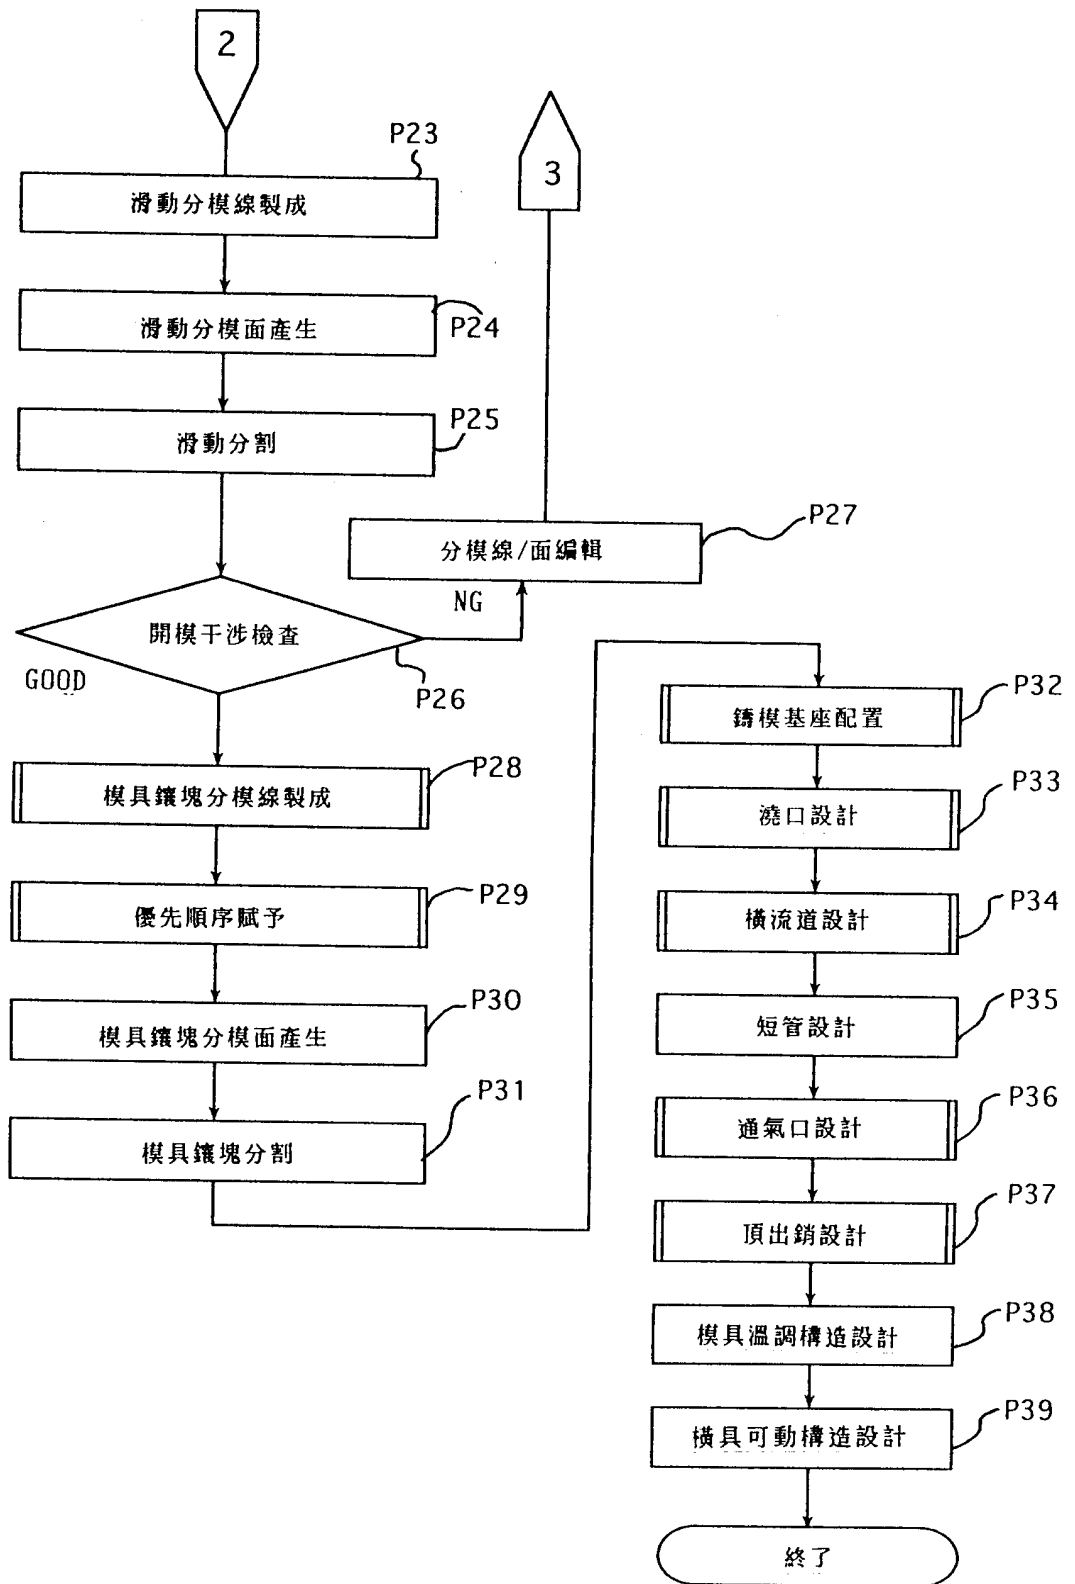 2
P23
滑動分模線製成
3
P24
滑動分模面產生
P25
滑動分割
P27
分模線/面編輯
NG
開模干涉檢查
GOOD
P26
P28
模具鑲塊分模線製成
P29
優先順序賦予
P30
模具鑲塊分模面產生
P31
模具鑲塊分割
P32
鑄模基座配置
P33
澆口設計
P34
橫流道設計
P35
短管設計
P36
通氣口設計
P37
頂出銷設計
P38
模具溫調構造設計
P39
橫具可動構造設計
終了